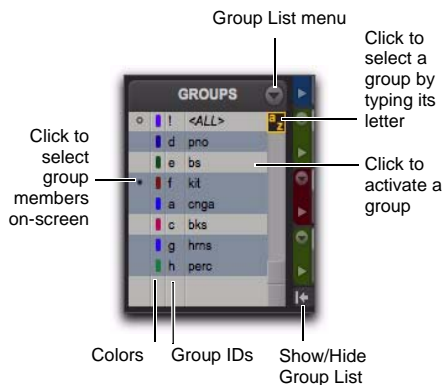 Group List menu
Click to
select a
group by
typing its
letter
GROUPS
a
z
! <ALL>
d pno
e bs
f kit
a cnga
c bks
g hrns
h perc
Click to
select
group
members
on-screen
Click to
activate a
group
Colors
Group IDs
Show/Hide
Group List